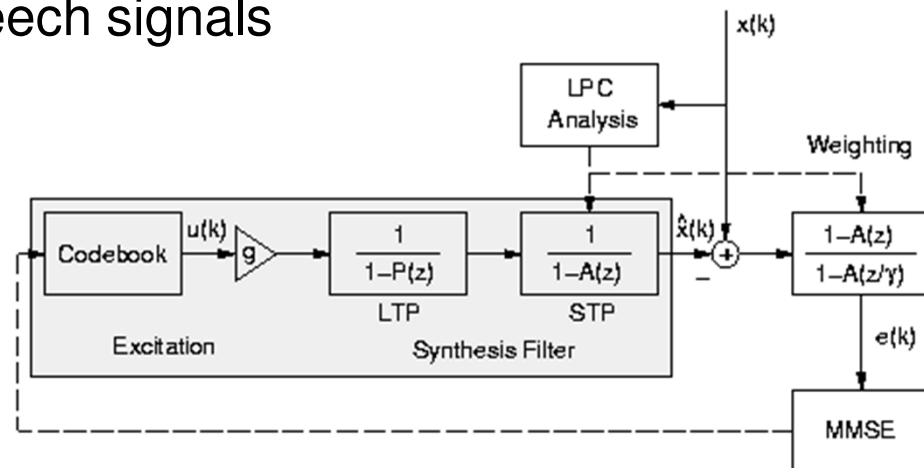 eech signals
x(k)
LPC
Analysis
Weighting
Codebook
u(k)
g
1
1–P(z)
LTP
1
1–A(z)
STP
x̂(k)
+
–
1–A(z)
1–A(z/γ)
Excitation
Synthesis Filter
e(k)
MMSE